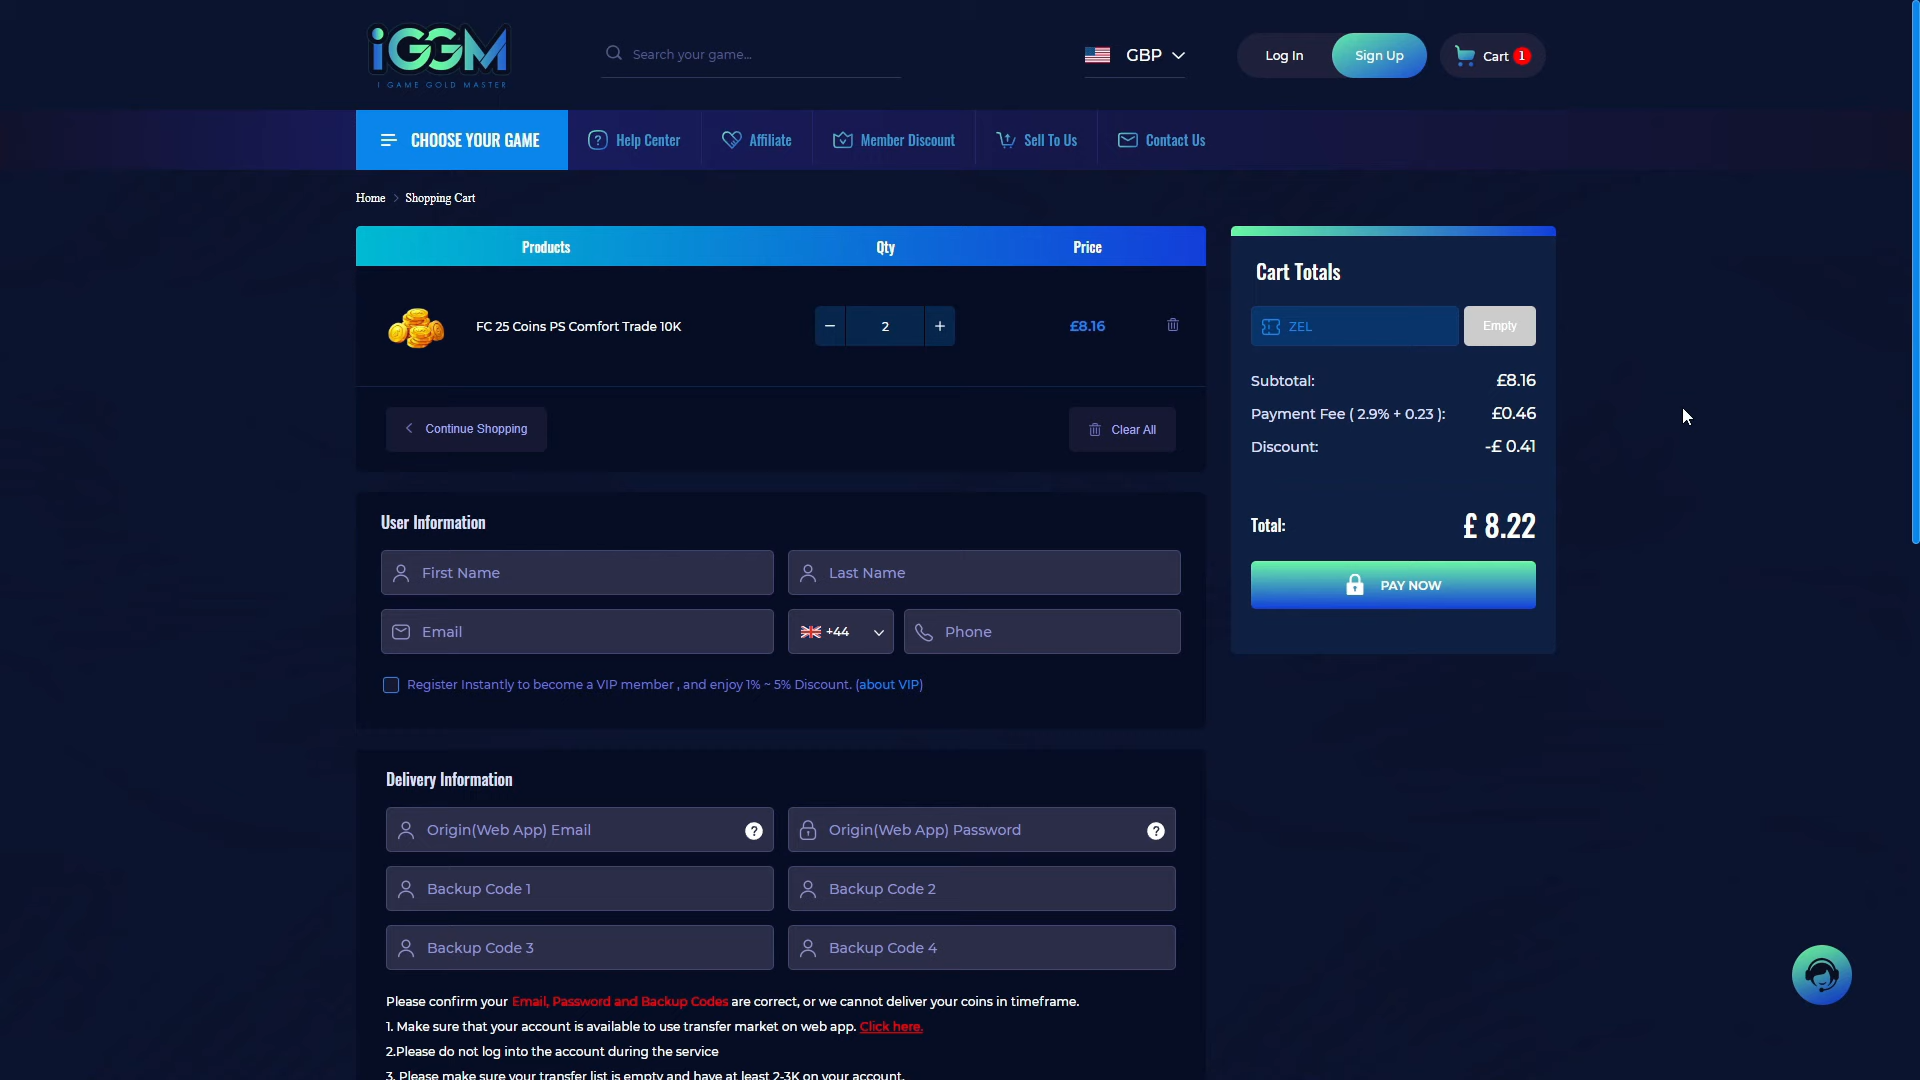 iGGM
I GAME GOLD MASTER
Search your game...
GBP
Log In
Sign Up
Cart 1
CHOOSE YOUR GAME
Help Center
Affiliate
Member Discount
Sell To Us
Contact Us
Home > Shopping Cart
Products Qty Price
FC 25 Coins PS Comfort Trade 10K
− 2 +
£8.16
Continue Shopping
Clear All
Cart Totals
ZEL
Empty
Subtotal: £8.16
Payment Fee ( 2.9% + 0.23 ): £0.46
Discount: -£ 0.41
Total: £ 8.22
PAY NOW
User Information
First Name
Last Name
Email
+44
Phone
Register Instantly to become a VIP member , and enjoy 1% ~ 5% Discount. (about VIP)
Delivery Information
Origin(Web App) Email ?
Origin(Web App) Password ?
Backup Code 1
Backup Code 2
Backup Code 3
Backup Code 4
Please confirm your Email, Password and Backup Codes are correct, or we cannot deliver your coins in timeframe.
1. Make sure that your account is available to use transfer market on web app. Click here.
2.Please do not log into the account during the service
3. Please make sure your transfer list is empty and have at least 2-3K on your account.